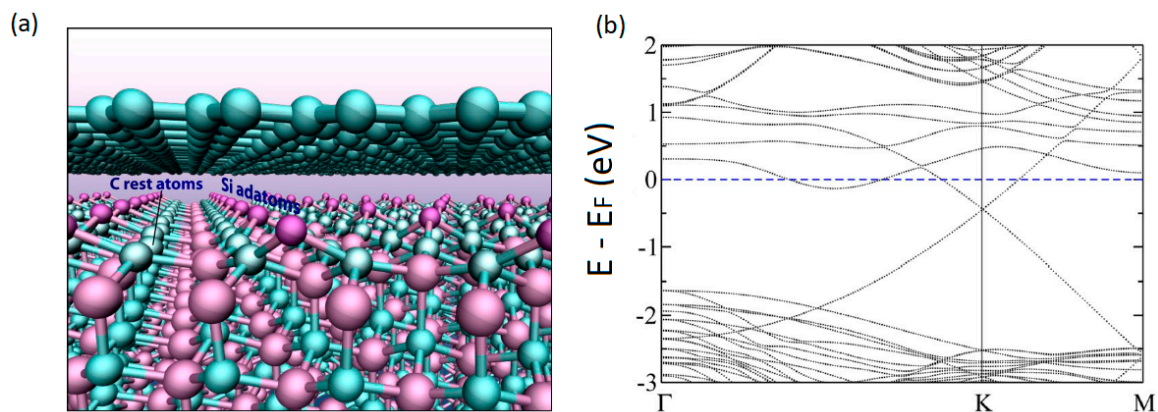 (a)
C rest atoms
Si adatoms
(b)
E - EF (eV)
2
1
0
-1
-2
-3
Γ
K
M